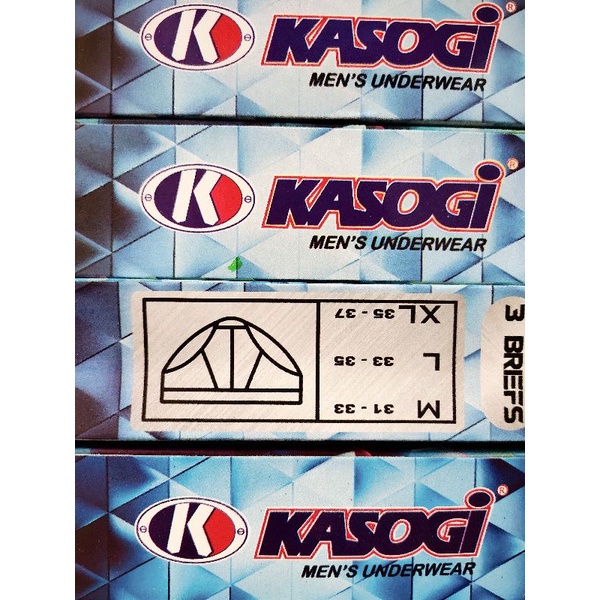 K KASOGi®
MEN'S UNDERWEAR
K KASOGi®
MEN'S UNDERWEAR
M 31 - 33
L 33 - 35
XL 35 - 37
3 BRIEFS
K KASOGi®
MEN'S UNDERWEAR